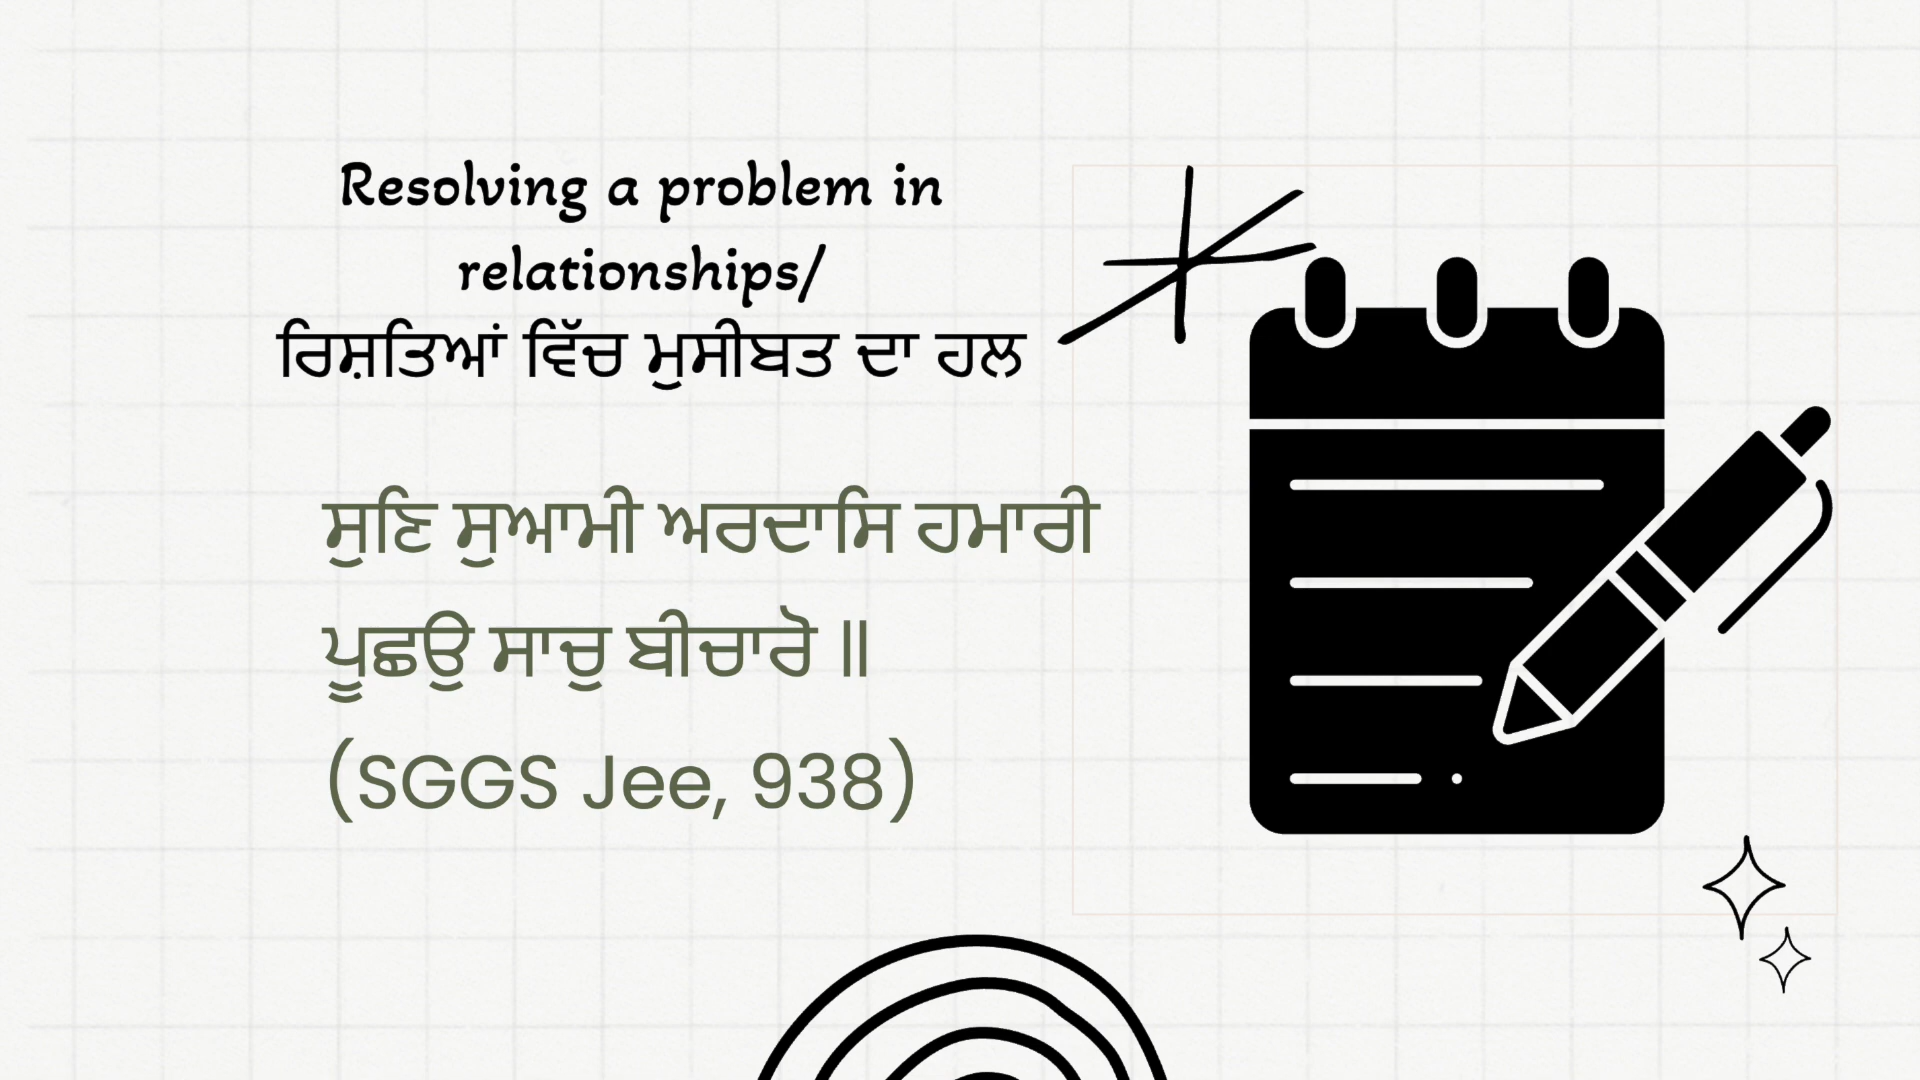 Resolving a problem in
relationships/
ਰਿਸ਼ਤਿਆਂ ਵਿੱਚ ਮੁਸੀਬਤ ਦਾ ਹਲ
ਸੁਣਿ ਸੁਆਮੀ ਅਰਦਾਸਿ ਹਮਾਰੀ
ਪੂਛਉ ਸਾਚੁ ਬੀਚਾਰੋ ॥
(SGGS Jee, 938)